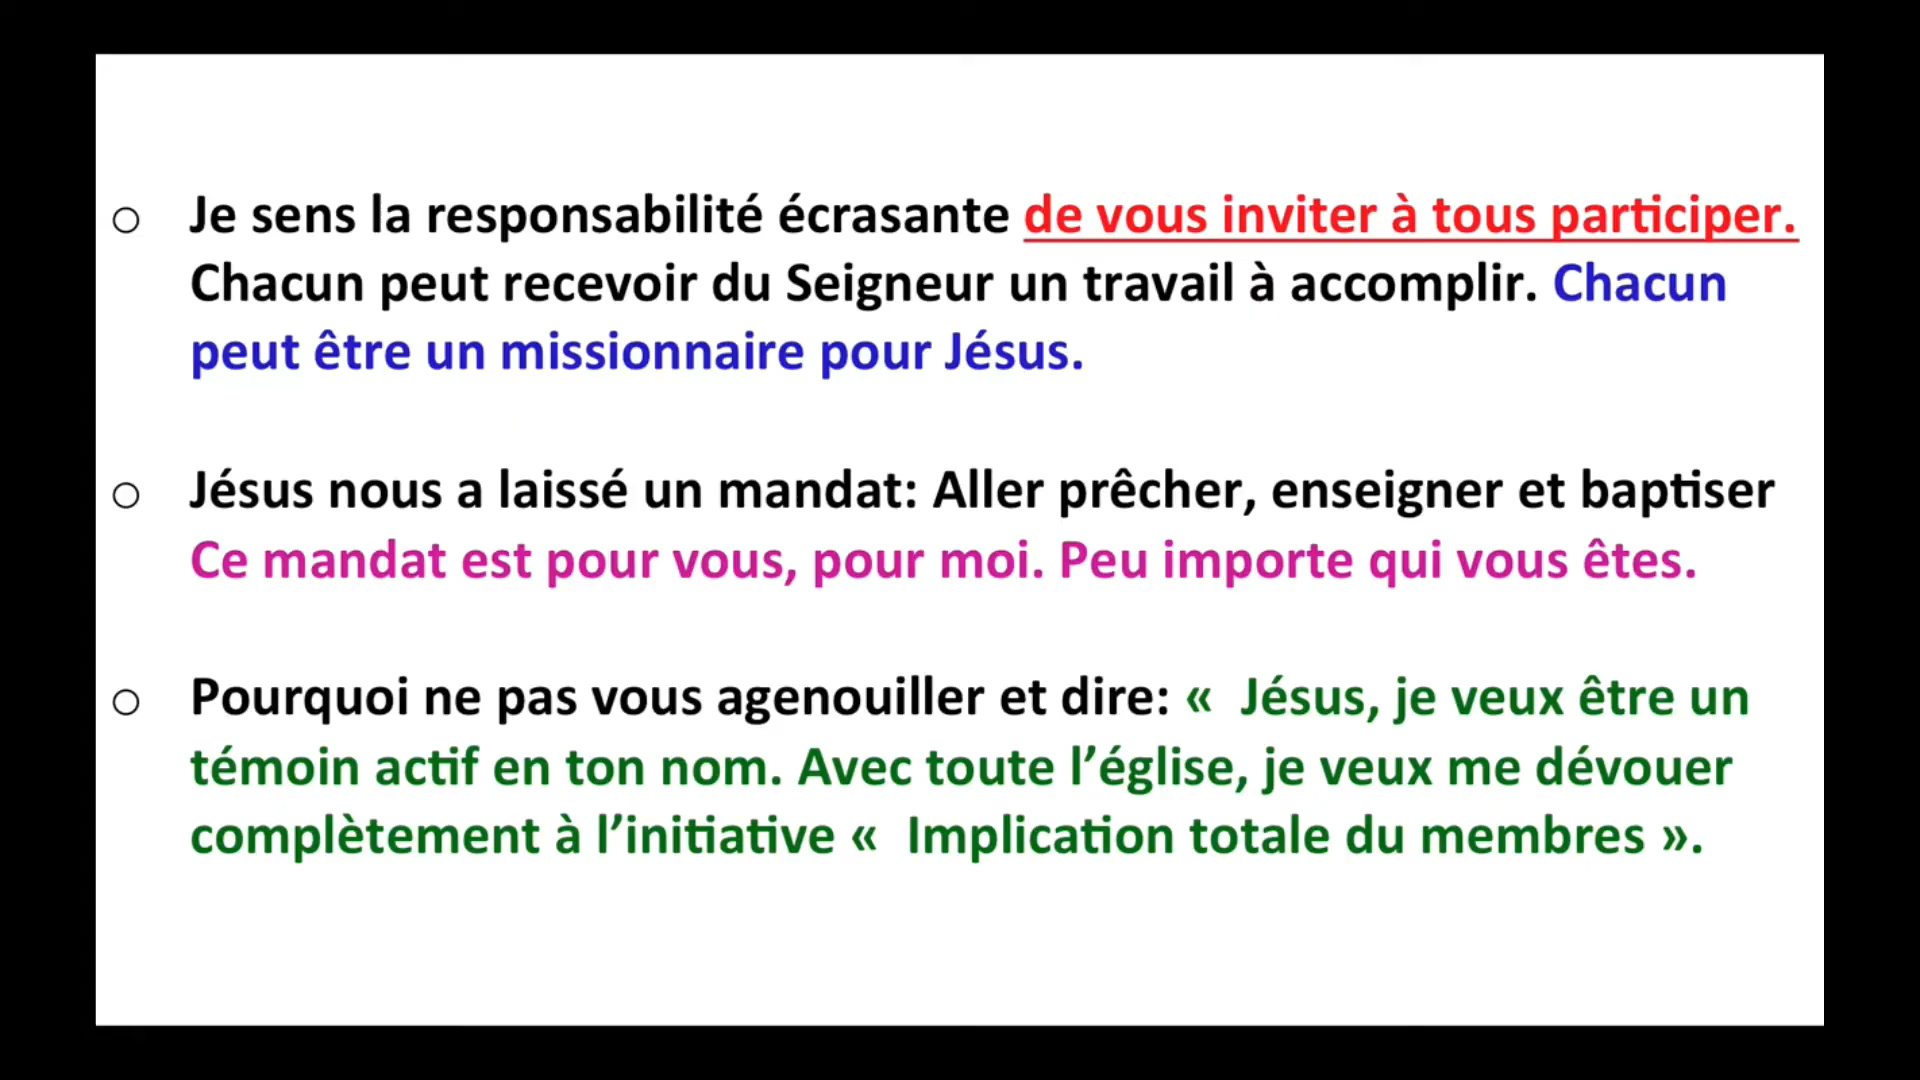 ○ Je sens la responsabilité écrasante de vous inviter à tous participer.
Chacun peut recevoir du Seigneur un travail à accomplir. Chacun
peut être un missionnaire pour Jésus.
○ Jésus nous a laissé un mandat: Aller prêcher, enseigner et baptiser
Ce mandat est pour vous, pour moi. Peu importe qui vous êtes.
○ Pourquoi ne pas vous agenouiller et dire: «  Jésus, je veux être un
témoin actif en ton nom. Avec toute l’église, je veux me dévouer
complètement à l’initiative «  Implication totale du membres ».